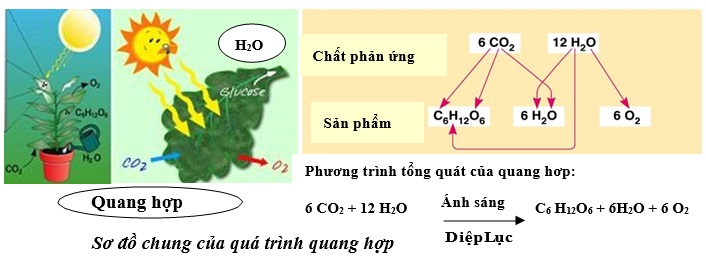 O₂
C₆H₁₂O₆
H₂O
CO₂
H₂O
Glucose
CO₂
O₂
Quang hợp
Chất phản ứng
6 CO₂ 12 H₂O
Sản phẩm
C₆H₁₂O₆ 6 H₂O 6 O₂
Phương trình tổng quát của quang hợp:
6 CO₂ + 12 H₂O Ánh sáng C₆ H₁₂O₆ + 6H₂O + 6 O₂
Diệp Lục
Sơ đồ chung của quá trình quang hợp